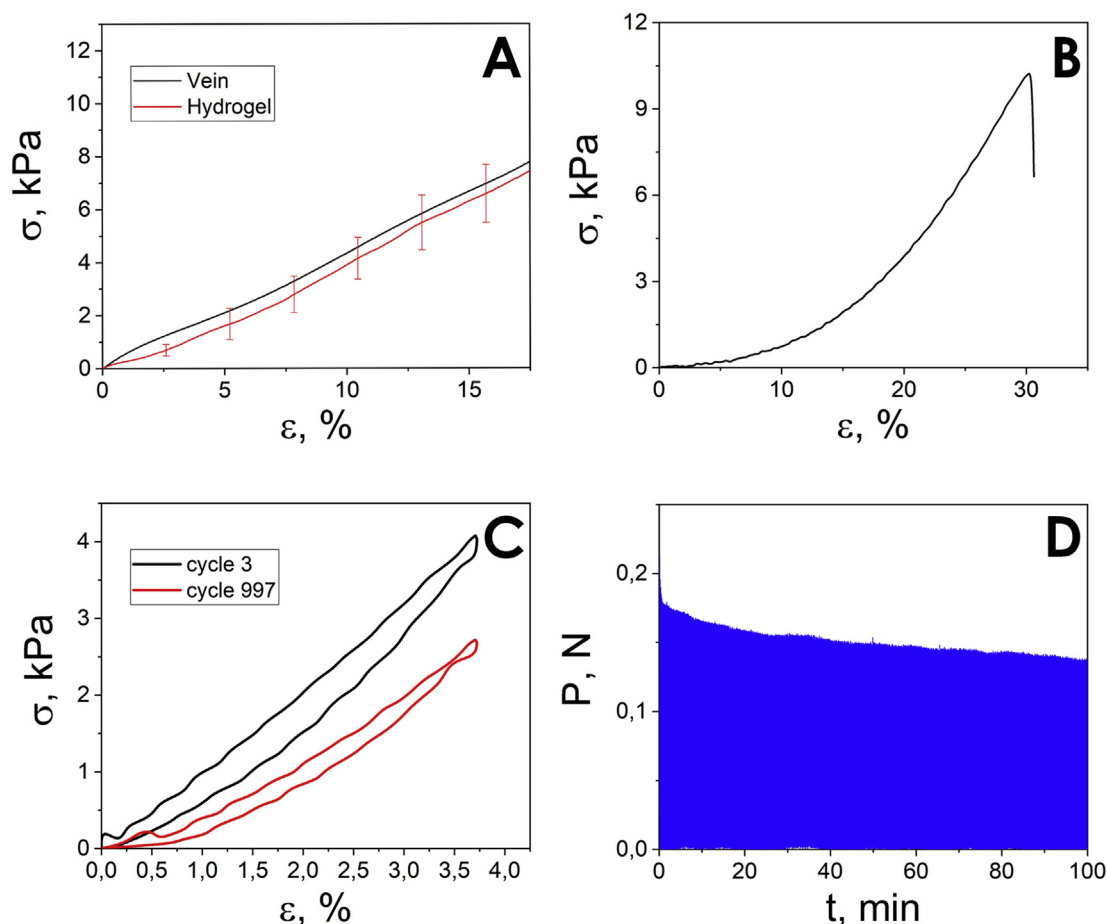 A
Vein
Hydrogel
σ, kPa
12
10
8
6
4
2
0
0
5
10
15
ε, %
B
σ, kPa
12
9
6
3
0
0
10
20
30
ε, %
C
cycle 3
cycle 997
σ, kPa
4
3
2
1
0
0,0
0,5
1,0
1,5
2,0
2,5
3,0
3,5
4,0
ε, %
D
P, N
0,2
0,1
0,0
0
20
40
60
80
100
t, min